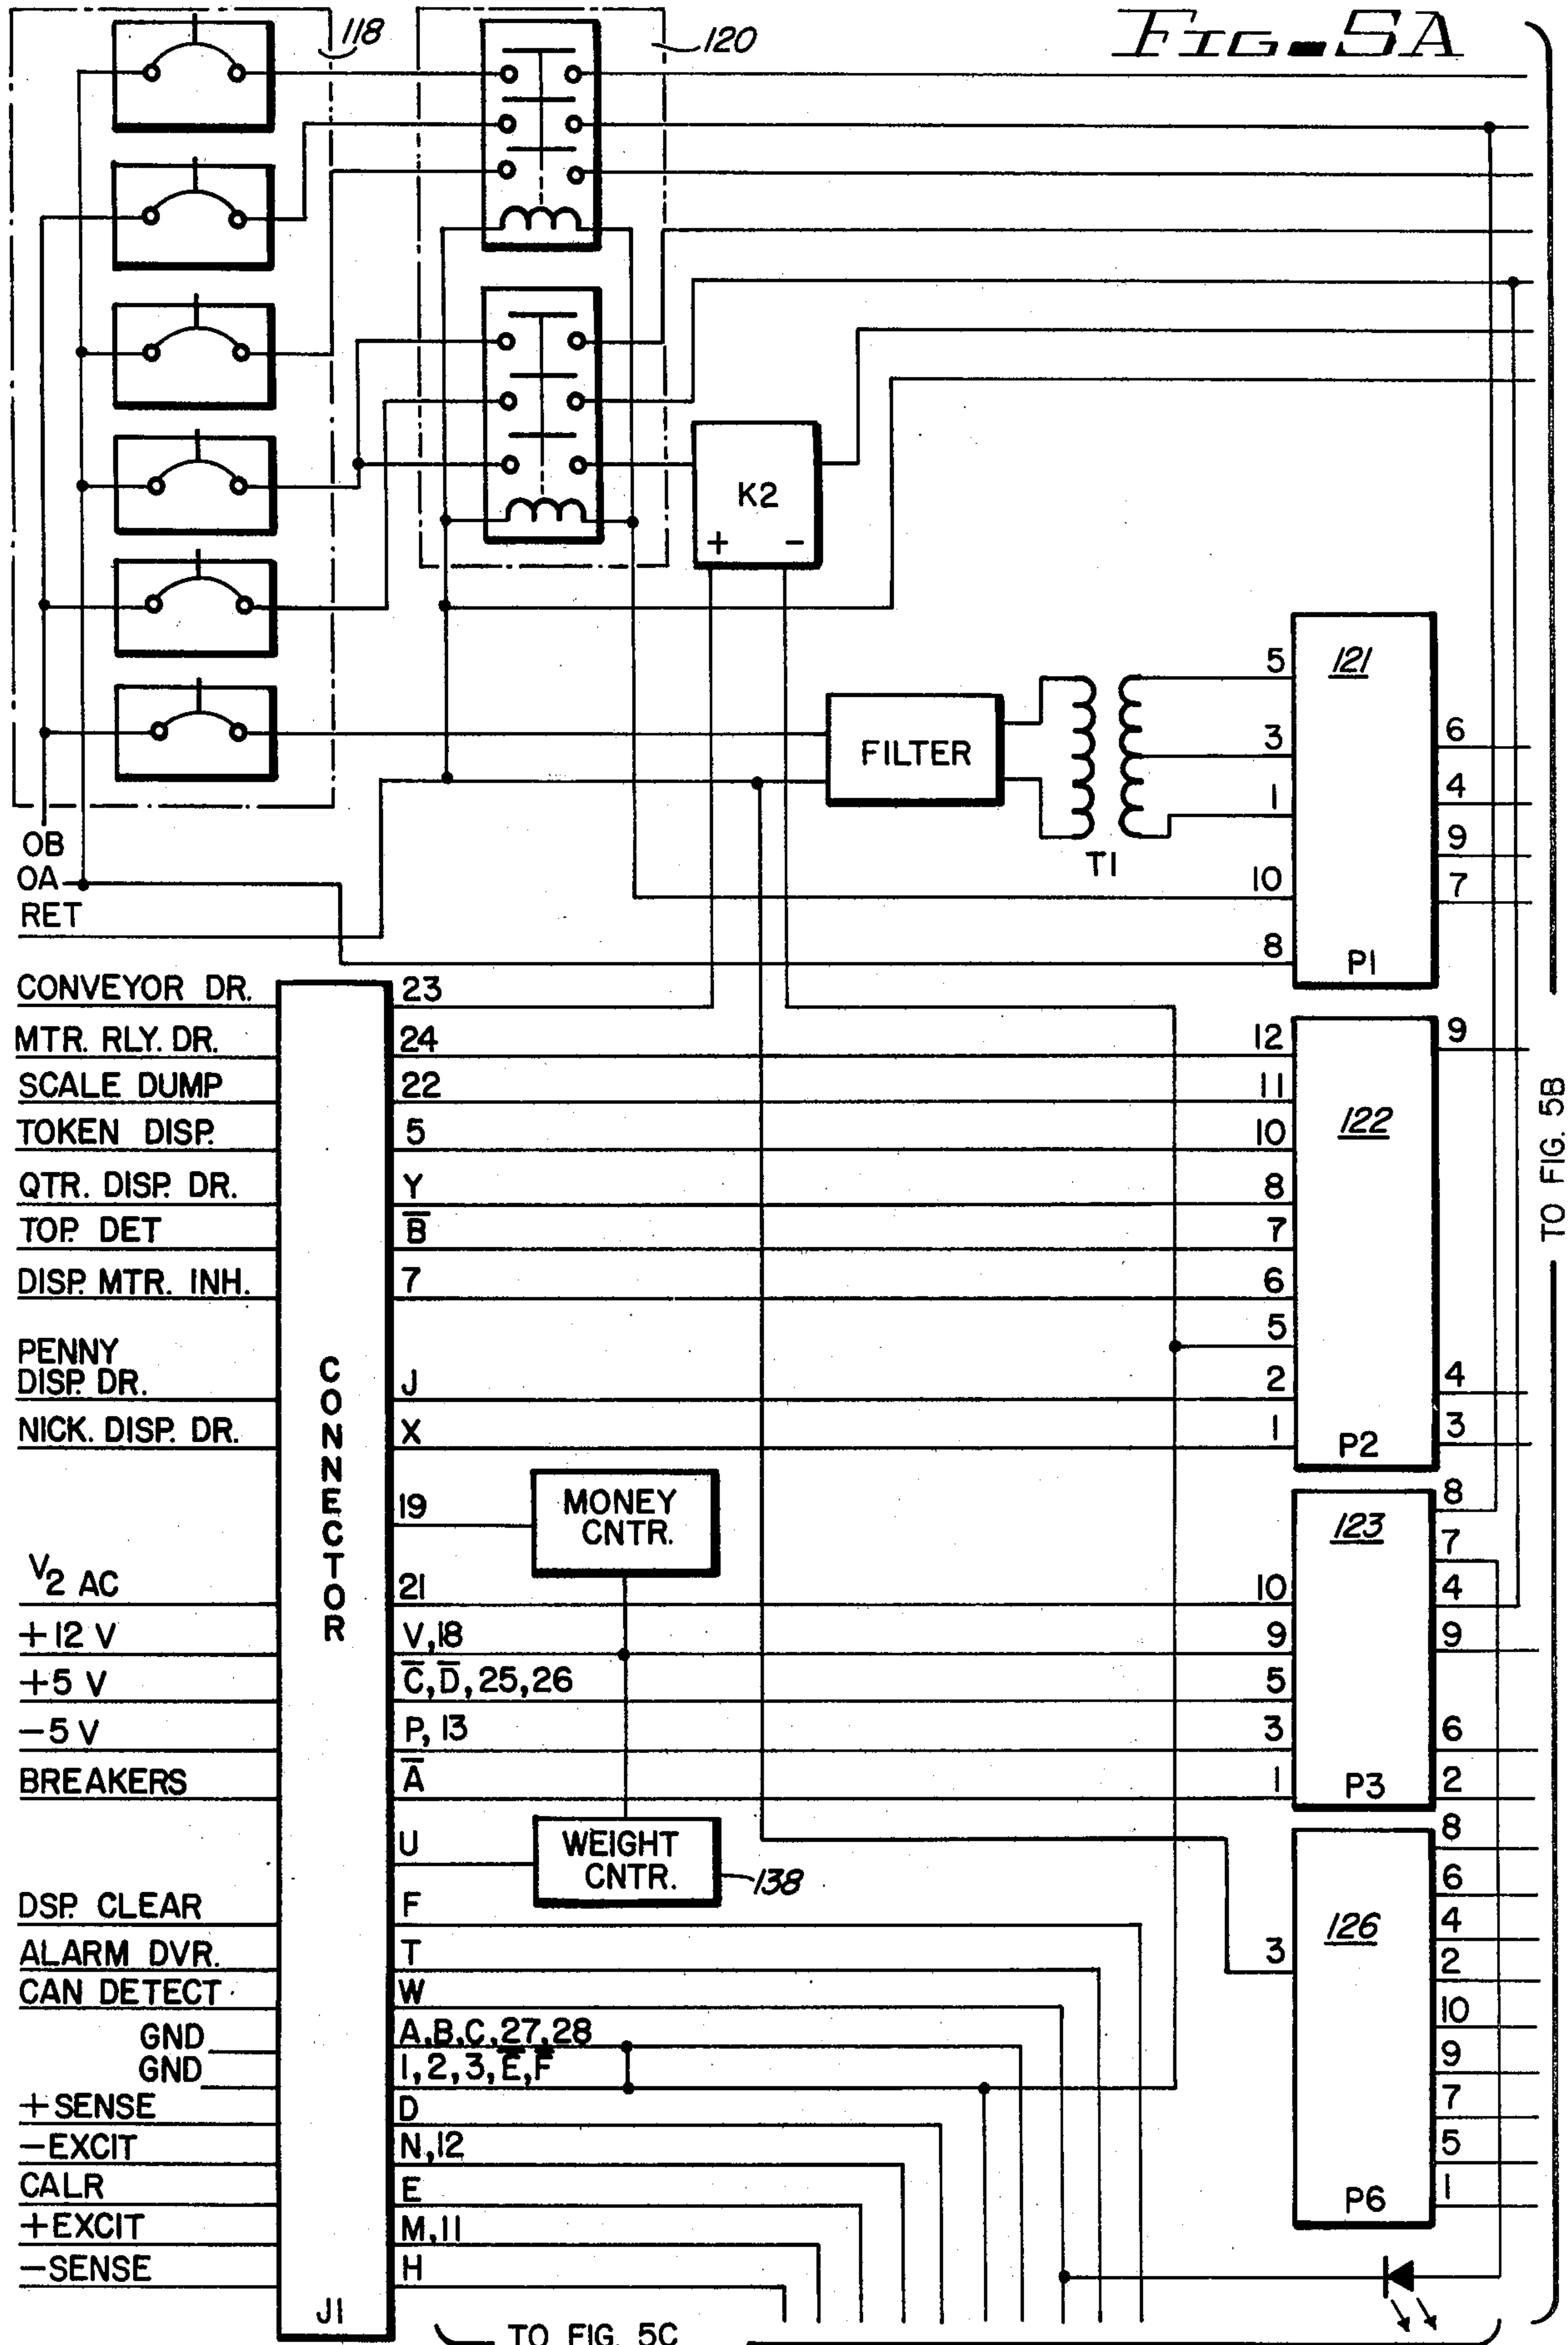 FIG. 5A
118
120
K2
+ -
121
5
3
1
10
8
6
4
9
7
P1
FILTER
T1
OB
OA
RET
CONVEYOR DR. 23
MTR. RLY. DR. 24 12 9
SCALE DUMP 22 11
TOKEN DISP. 5 10 122
QTR. DISP. DR. Y 8
TOP. DET B̅ 7
DISP. MTR. INH. 7 6
5
PENNY
DISP. DR. J 2 4
NICK. DISP. DR. X 1 P2 3
CONNECTOR
TO FIG. 5B
19 MONEY
CNTR.
123
8
7
V2 AC 21 10 4
+12 V V,18 9 9
+5 V C̅,D̅,25,26 5
-5 V P,13 3 6
BREAKERS A̅ 1 P3 2
U WEIGHT
CNTR.
138
DSP. CLEAR F
ALARM DVR. T
CAN DETECT W
GND A,B,C,27,28
GND 1,2,3,E̅,F̅
+SENSE D
-EXCIT N,12
CALR E
+EXCIT M,11
-SENSE H
J1
126
3
8
6
4
2
10
9
7
5
1
P6
TO FIG. 5C